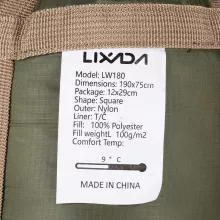 LIXADA
Model: LW180
Dimensions: 190x75cm
Package: 12x29cm
Shape: Square
Outer: Nylon
Liner: T/C
Fill: 100% Polyester
Fill weightL 100g/m2
Comfort Temp:
9 ° C
MADE IN CHINA